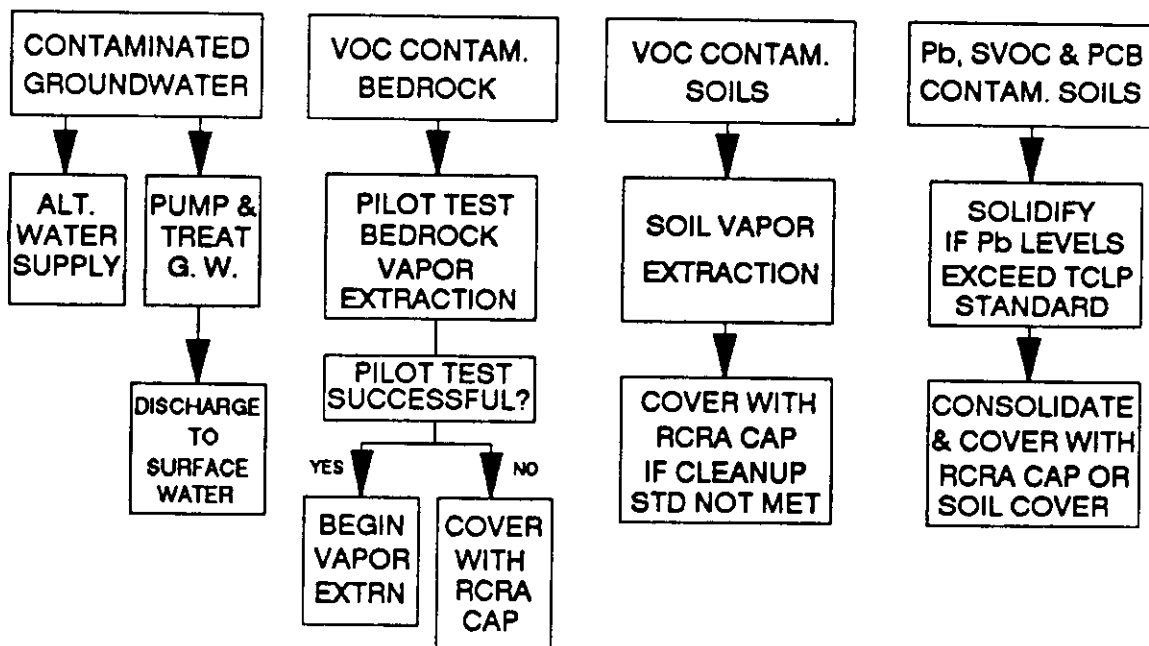 CONTAMINATED
GROUNDWATER
ALT.
WATER
SUPPLY
PUMP &
TREAT
G. W.
DISCHARGE
TO
SURFACE
WATER
VOC CONTAM.
BEDROCK
PILOT TEST
BEDROCK
VAPOR
EXTRACTION
PILOT TEST
SUCCESSFUL?
YES
NO
BEGIN
VAPOR
EXTRN
COVER
WITH
RCRA
CAP
VOC CONTAM.
SOILS
SOIL VAPOR
EXTRACTION
COVER WITH
RCRA CAP
IF CLEANUP
STD NOT MET
Pb, SVOC & PCB
CONTAM. SOILS
SOLIDIFY
IF Pb LEVELS
EXCEED TCLP
STANDARD
CONSOLIDATE
& COVER WITH
RCRA CAP OR
SOIL COVER